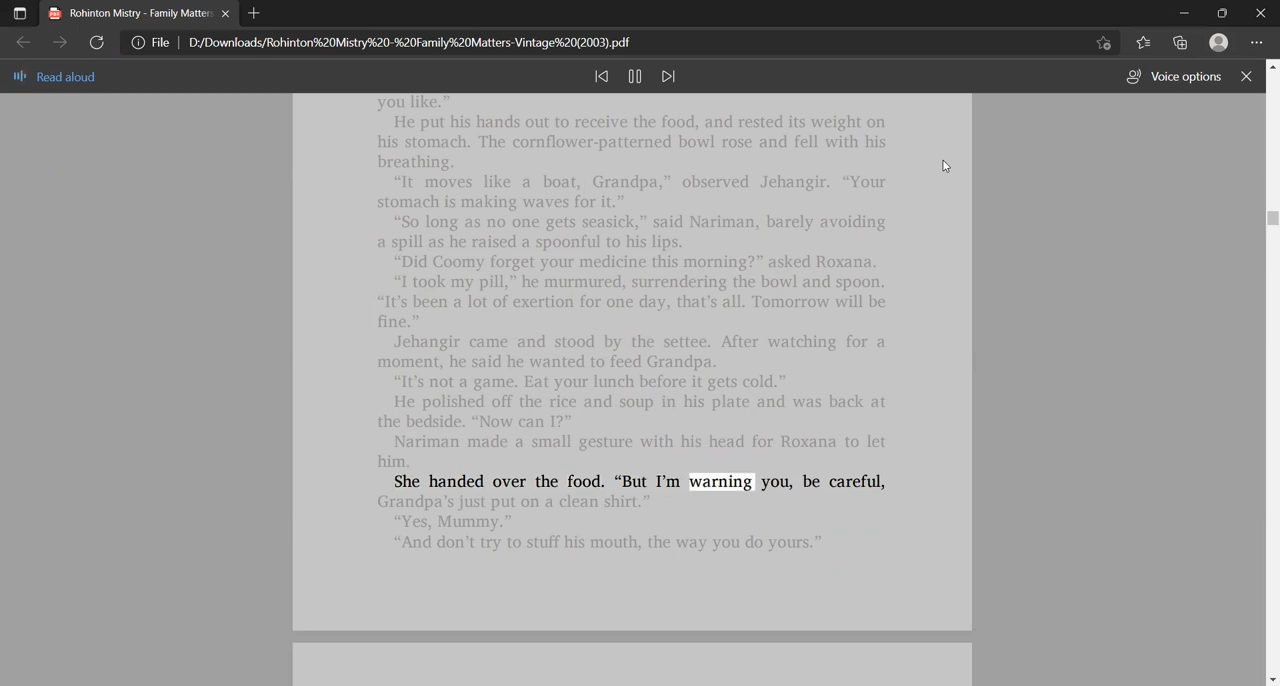 Rohinton Mistry - Family Matters
File D:/Downloads/Rohinton%20Mistry%20-%20Family%20Matters-Vintage%20(2003).pdf
Read aloud
Voice options
you like.”
He put his hands out to receive the food, and rested its weight on
his stomach. The cornflower-patterned bowl rose and fell with his
breathing.
“It moves like a boat, Grandpa,” observed Jehangir. “Your
stomach is making waves for it.”
“So long as no one gets seasick,” said Nariman, barely avoiding
a spill as he raised a spoonful to his lips.
“Did Coomy forget your medicine this morning?” asked Roxana.
“I took my pill,” he murmured, surrendering the bowl and spoon.
“It’s been a lot of exertion for one day, that’s all. Tomorrow will be
fine.”
Jehangir came and stood by the settee. After watching for a
moment, he said he wanted to feed Grandpa.
“It’s not a game. Eat your lunch before it gets cold.”
He polished off the rice and soup in his plate and was back at
the bedside. “Now can I?”
Nariman made a small gesture with his head for Roxana to let
him.
She handed over the food. “But I’m warning you, be careful,
Grandpa’s just put on a clean shirt.”
“Yes, Mummy.”
“And don’t try to stuff his mouth, the way you do yours.”